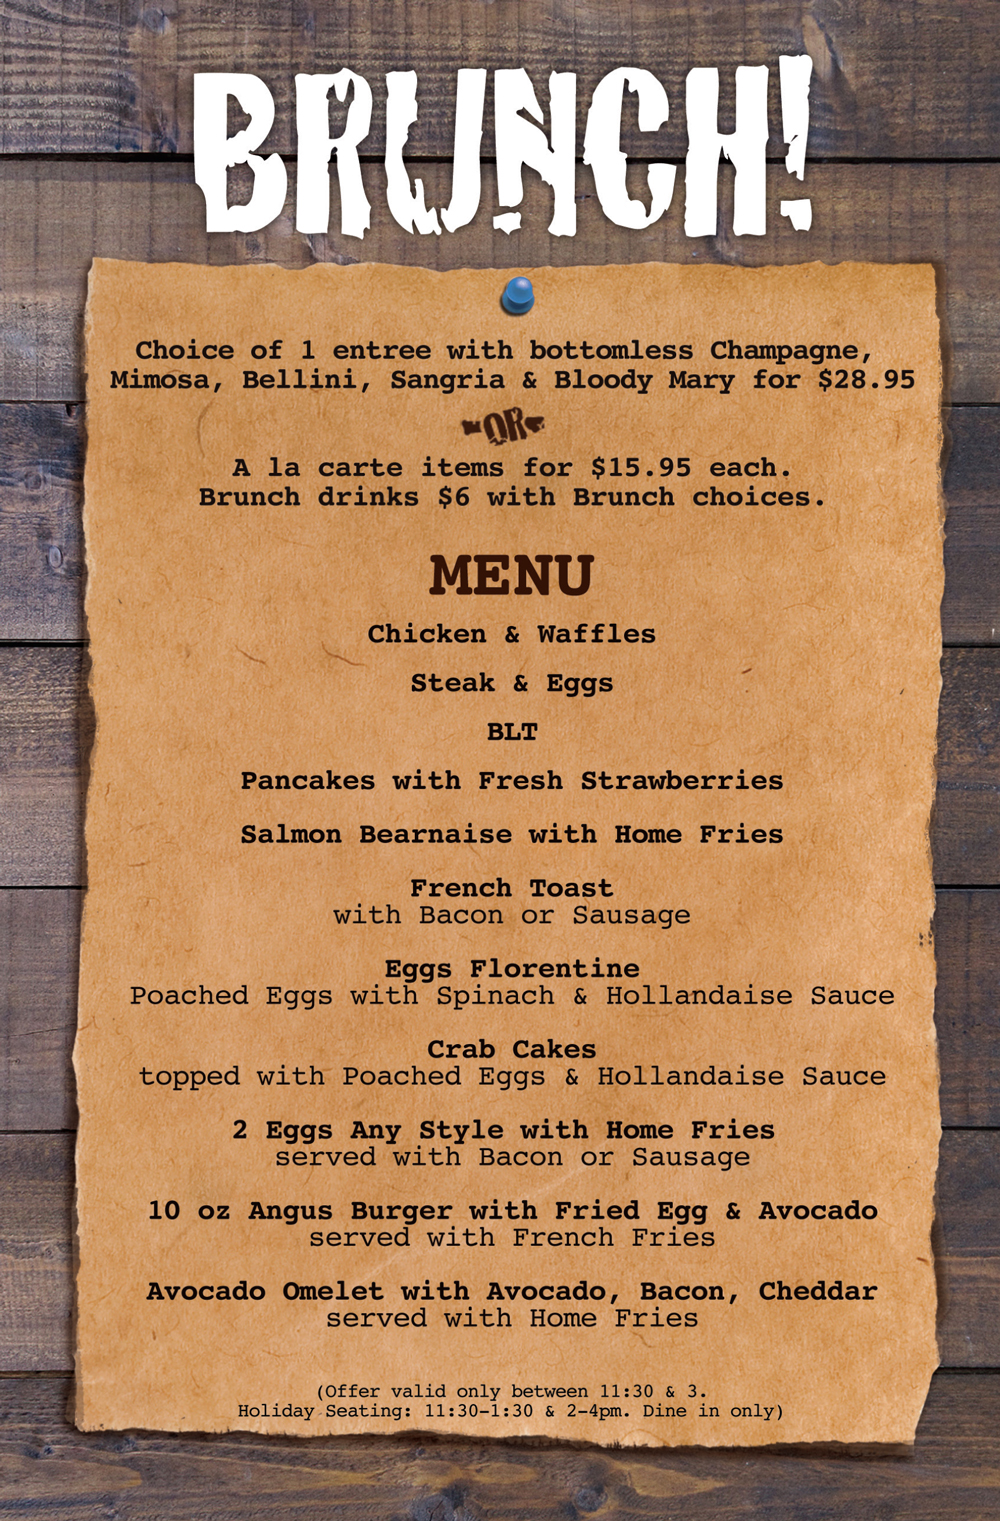 BRUNCH!
Choice of 1 entree with bottomless Champagne,
Mimosa, Bellini, Sangria & Bloody Mary for $28.95
OR
A la carte items for $15.95 each.
Brunch drinks $6 with Brunch choices.
MENU
Chicken & Waffles
Steak & Eggs
BLT
Pancakes with Fresh Strawberries
Salmon Bearnaise with Home Fries
French Toast
with Bacon or Sausage
Eggs Florentine
Poached Eggs with Spinach & Hollandaise Sauce
Crab Cakes
topped with Poached Eggs & Hollandaise Sauce
2 Eggs Any Style with Home Fries
served with Bacon or Sausage
10 oz Angus Burger with Fried Egg & Avocado
served with French Fries
Avocado Omelet with Avocado, Bacon, Cheddar
served with Home Fries
(Offer valid only between 11:30 & 3.
Holiday Seating: 11:30-1:30 & 2-4pm. Dine in only)